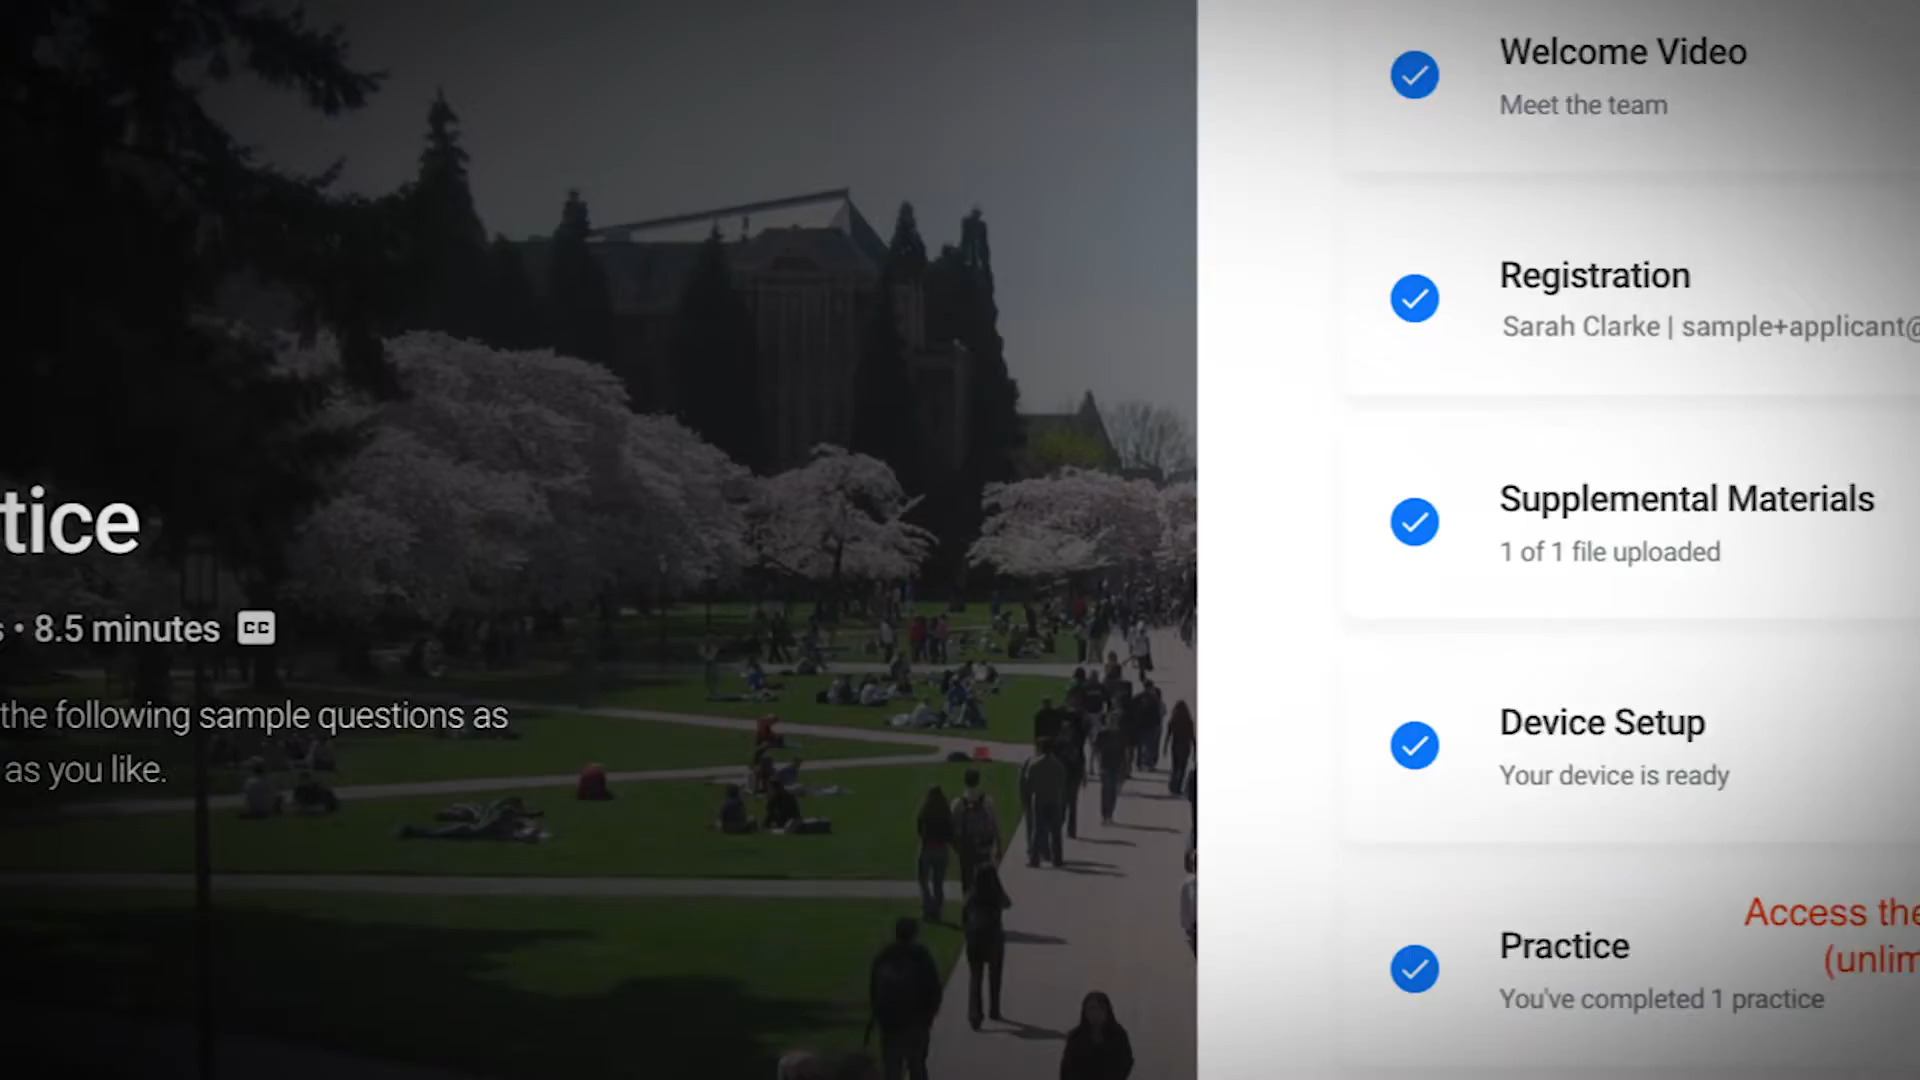 tice
• 8.5 minutes CC
the following sample questions as
as you like.
Welcome Video
Meet the team
Registration
Sarah Clarke | sample+applicant@
Supplemental Materials
1 of 1 file uploaded
Device Setup
Your device is ready
Access the
(unlim
Practice
You've completed 1 practice